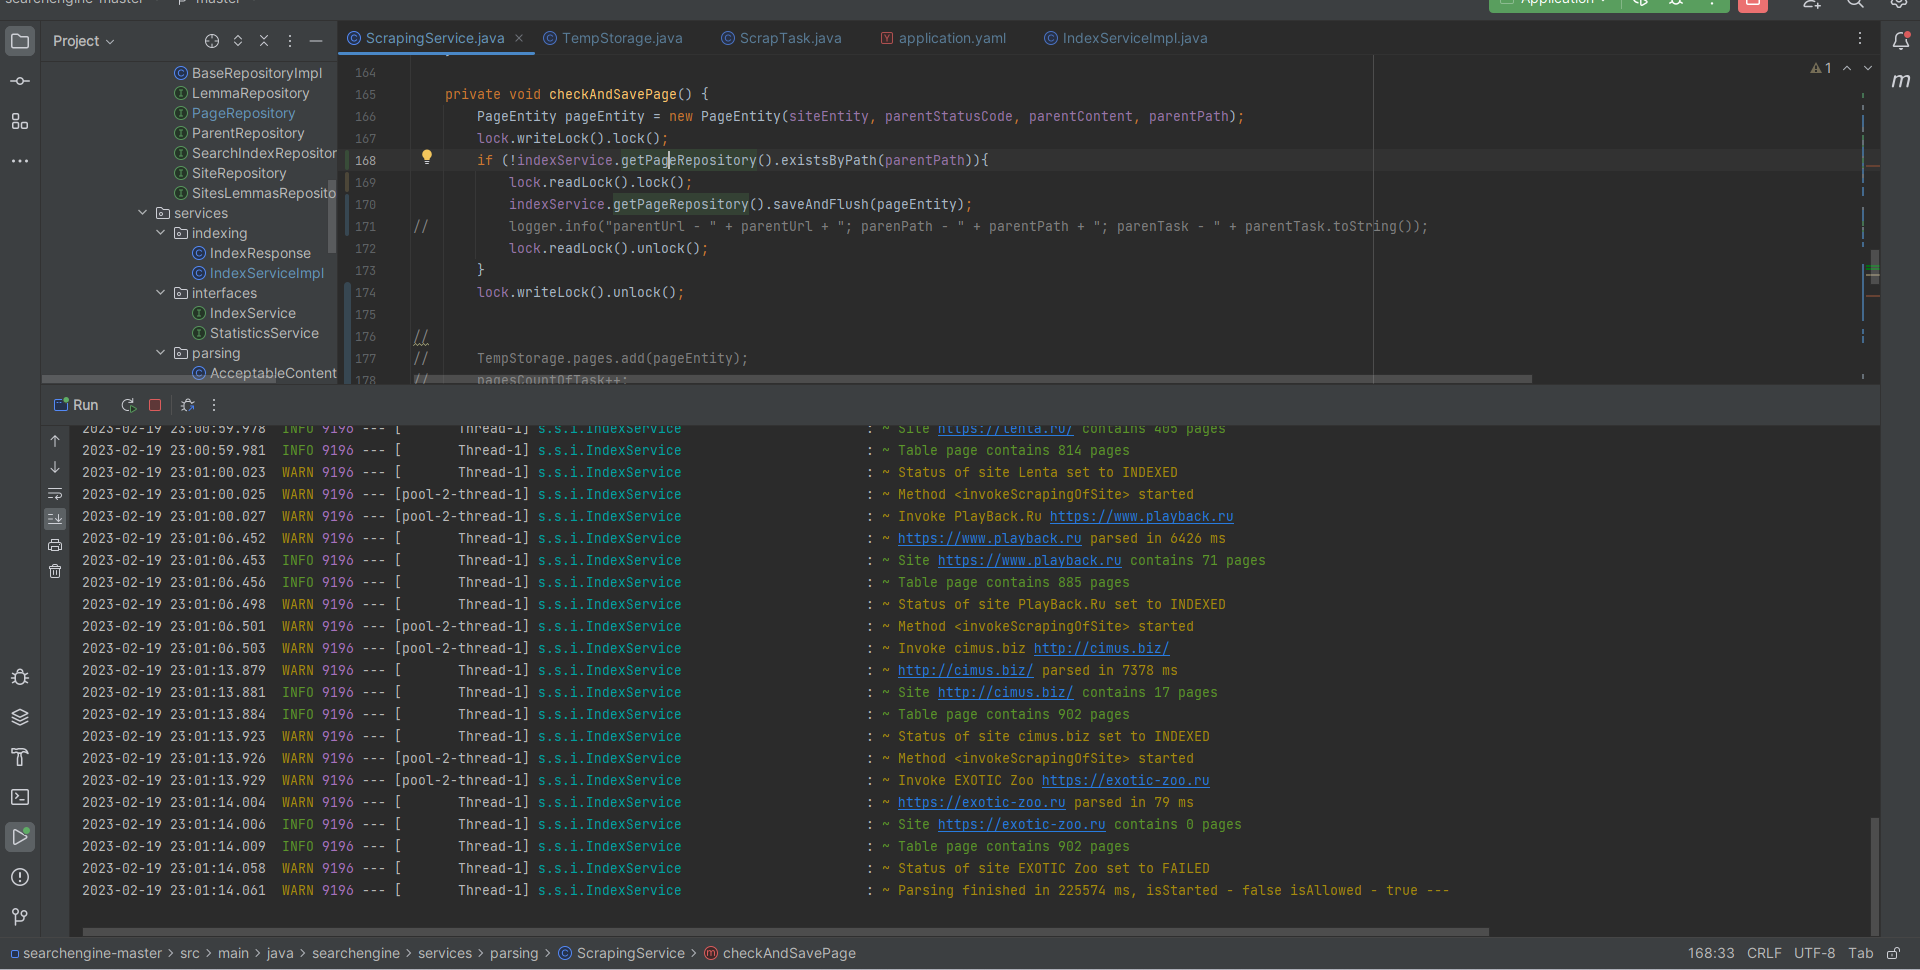 searchengine-master master Application
Project
ScrapingService.java
TempStorage.java
ScrapTask.java
application.yaml
IndexServiceImpl.java
BaseRepositoryImpl
LemmaRepository
PageRepository
ParentRepository
SearchIndexRepositor
SiteRepository
SitesLemmasReposito
services
indexing
IndexResponse
IndexServiceImpl
interfaces
IndexService
StatisticsService
parsing
AcceptableContent
1
164
165 private void checkAndSavePage() {
166 PageEntity pageEntity = new PageEntity(siteEntity, parentStatusCode, parentContent, parentPath);
167 lock.writeLock().lock();
168 if (!indexService.getPageRepository().existsByPath(parentPath)){
169 lock.readLock().lock();
170 indexService.getPageRepository().saveAndFlush(pageEntity);
171 // logger.info("parentUrl - " + parentUrl + "; parenPath - " + parentPath + "; parenTask - " + parentTask.toString());
172 lock.readLock().unlock();
173 }
174 lock.writeLock().unlock();
175
176 //
177 // TempStorage.pages.add(pageEntity);
178 // pagesCountOfTask++;
Run
2023-02-19 23:00:59.978 INFO 9196 --- [ Thread-1] s.s.i.IndexService : ~ Site https://lenta.ru/ contains 405 pages
2023-02-19 23:00:59.981 INFO 9196 --- [ Thread-1] s.s.i.IndexService : ~ Table page contains 814 pages
2023-02-19 23:01:00.023 WARN 9196 --- [ Thread-1] s.s.i.IndexService : ~ Status of site Lenta set to INDEXED
2023-02-19 23:01:00.025 WARN 9196 --- [pool-2-thread-1] s.s.i.IndexService : ~ Method <invokeScrapingOfSite> started
2023-02-19 23:01:00.027 WARN 9196 --- [pool-2-thread-1] s.s.i.IndexService : ~ Invoke PlayBack.Ru https://www.playback.ru
2023-02-19 23:01:06.452 WARN 9196 --- [ Thread-1] s.s.i.IndexService : ~ https://www.playback.ru parsed in 6426 ms
2023-02-19 23:01:06.453 INFO 9196 --- [ Thread-1] s.s.i.IndexService : ~ Site https://www.playback.ru contains 71 pages
2023-02-19 23:01:06.456 INFO 9196 --- [ Thread-1] s.s.i.IndexService : ~ Table page contains 885 pages
2023-02-19 23:01:06.498 WARN 9196 --- [ Thread-1] s.s.i.IndexService : ~ Status of site PlayBack.Ru set to INDEXED
2023-02-19 23:01:06.501 WARN 9196 --- [pool-2-thread-1] s.s.i.IndexService : ~ Method <invokeScrapingOfSite> started
2023-02-19 23:01:06.503 WARN 9196 --- [pool-2-thread-1] s.s.i.IndexService : ~ Invoke cimus.biz http://cimus.biz/
2023-02-19 23:01:13.879 WARN 9196 --- [ Thread-1] s.s.i.IndexService : ~ http://cimus.biz/ parsed in 7378 ms
2023-02-19 23:01:13.881 INFO 9196 --- [ Thread-1] s.s.i.IndexService : ~ Site http://cimus.biz/ contains 17 pages
2023-02-19 23:01:13.884 INFO 9196 --- [ Thread-1] s.s.i.IndexService : ~ Table page contains 902 pages
2023-02-19 23:01:13.923 WARN 9196 --- [ Thread-1] s.s.i.IndexService : ~ Status of site cimus.biz set to INDEXED
2023-02-19 23:01:13.926 WARN 9196 --- [pool-2-thread-1] s.s.i.IndexService : ~ Method <invokeScrapingOfSite> started
2023-02-19 23:01:13.929 WARN 9196 --- [pool-2-thread-1] s.s.i.IndexService : ~ Invoke EXOTIC Zoo https://exotic-zoo.ru
2023-02-19 23:01:14.004 WARN 9196 --- [ Thread-1] s.s.i.IndexService : ~ https://exotic-zoo.ru parsed in 79 ms
2023-02-19 23:01:14.006 INFO 9196 --- [ Thread-1] s.s.i.IndexService : ~ Site https://exotic-zoo.ru contains 0 pages
2023-02-19 23:01:14.009 INFO 9196 --- [ Thread-1] s.s.i.IndexService : ~ Table page contains 902 pages
2023-02-19 23:01:14.058 WARN 9196 --- [ Thread-1] s.s.i.IndexService : ~ Status of site EXOTIC Zoo set to FAILED
2023-02-19 23:01:14.061 WARN 9196 --- [ Thread-1] s.s.i.IndexService : ~ Parsing finished in 225574 ms, isStarted - false isAllowed - true ---
searchengine-master > src > main > java > searchengine > services > parsing > ScrapingService > checkAndSavePage 168:33 CRLF UTF-8 Tab